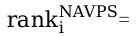 rank_i^NAVPS =